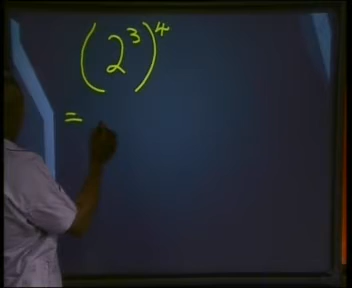 (2³)⁴
=